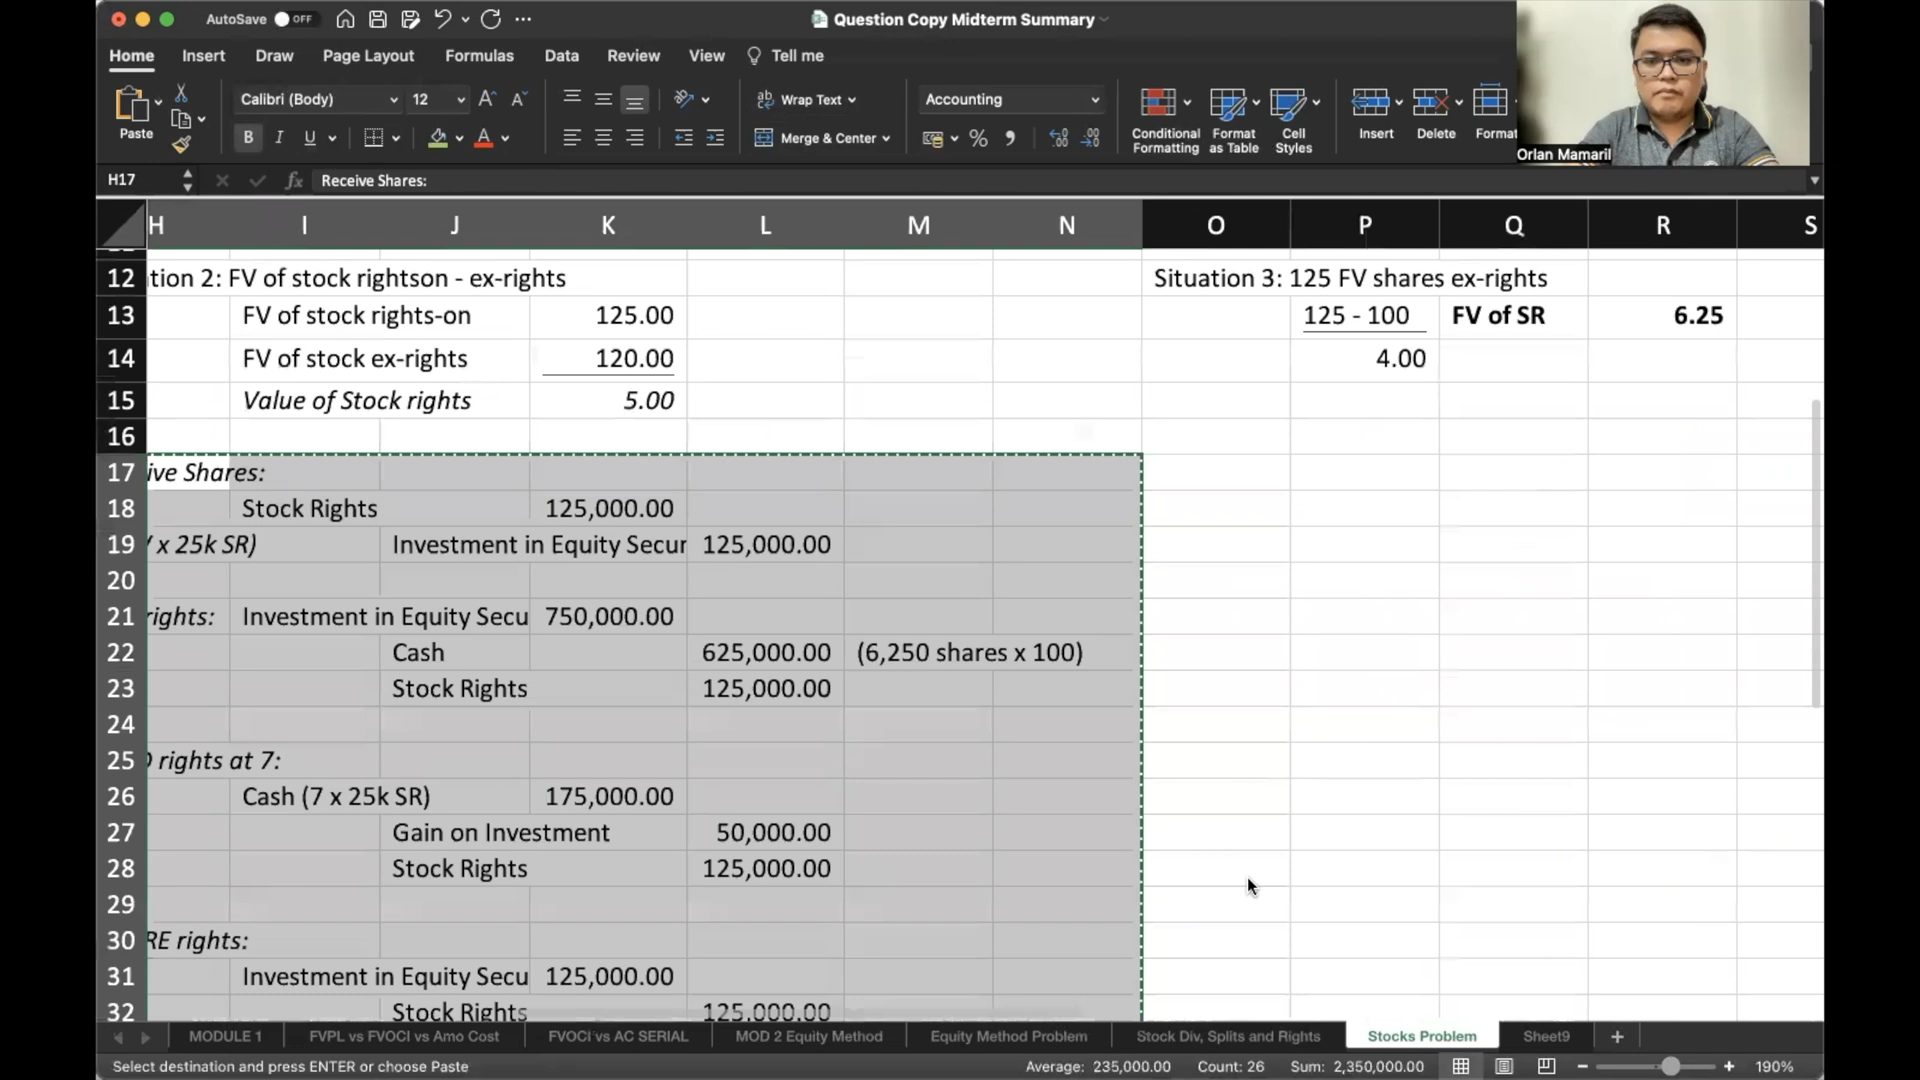 AutoSave OFF ... Question Copy Midterm Summary
Home Insert Draw Page Layout Formulas Data Review View Tell me
Paste Calibri (Body) 12 A A Wrap Text Accounting
B I U A Merge & Center % Conditional Formatting Format as Table Cell Styles Insert Delete Format
Orlan Mamaril
H17 fx Receive Shares:
H I J K L M N O P Q R S
12 tion 2: FV of stock rightson - ex-rights Situation 3: 125 FV shares ex-rights
13 FV of stock rights-on 125.00 125 - 100 FV of SR 6.25
14 FV of stock ex-rights 120.00 4.00
15 Value of Stock rights 5.00
16
17 ive Shares:
18 Stock Rights 125,000.00
19 x 25k SR) Investment in Equity Secur 125,000.00
20
21 rights: Investment in Equity Secu 750,000.00
22 Cash 625,000.00 (6,250 shares x 100)
23 Stock Rights 125,000.00
24
25 rights at 7:
26 Cash (7 x 25k SR) 175,000.00
27 Gain on Investment 50,000.00
28 Stock Rights 125,000.00
29
30 RE rights:
31 Investment in Equity Secu 125,000.00
32 Stock Rights 125,000.00
MODULE 1 FVPL vs FVOCI vs Amo Cost FVOCI vs AC SERIAL MOD 2 Equity Method Equity Method Problem Stock Div, Splits and Rights Stocks Problem Sheet9 +
Select destination and press ENTER or choose Paste Average: 235,000.00 Count: 26 Sum: 2,350,000.00 − + 190%